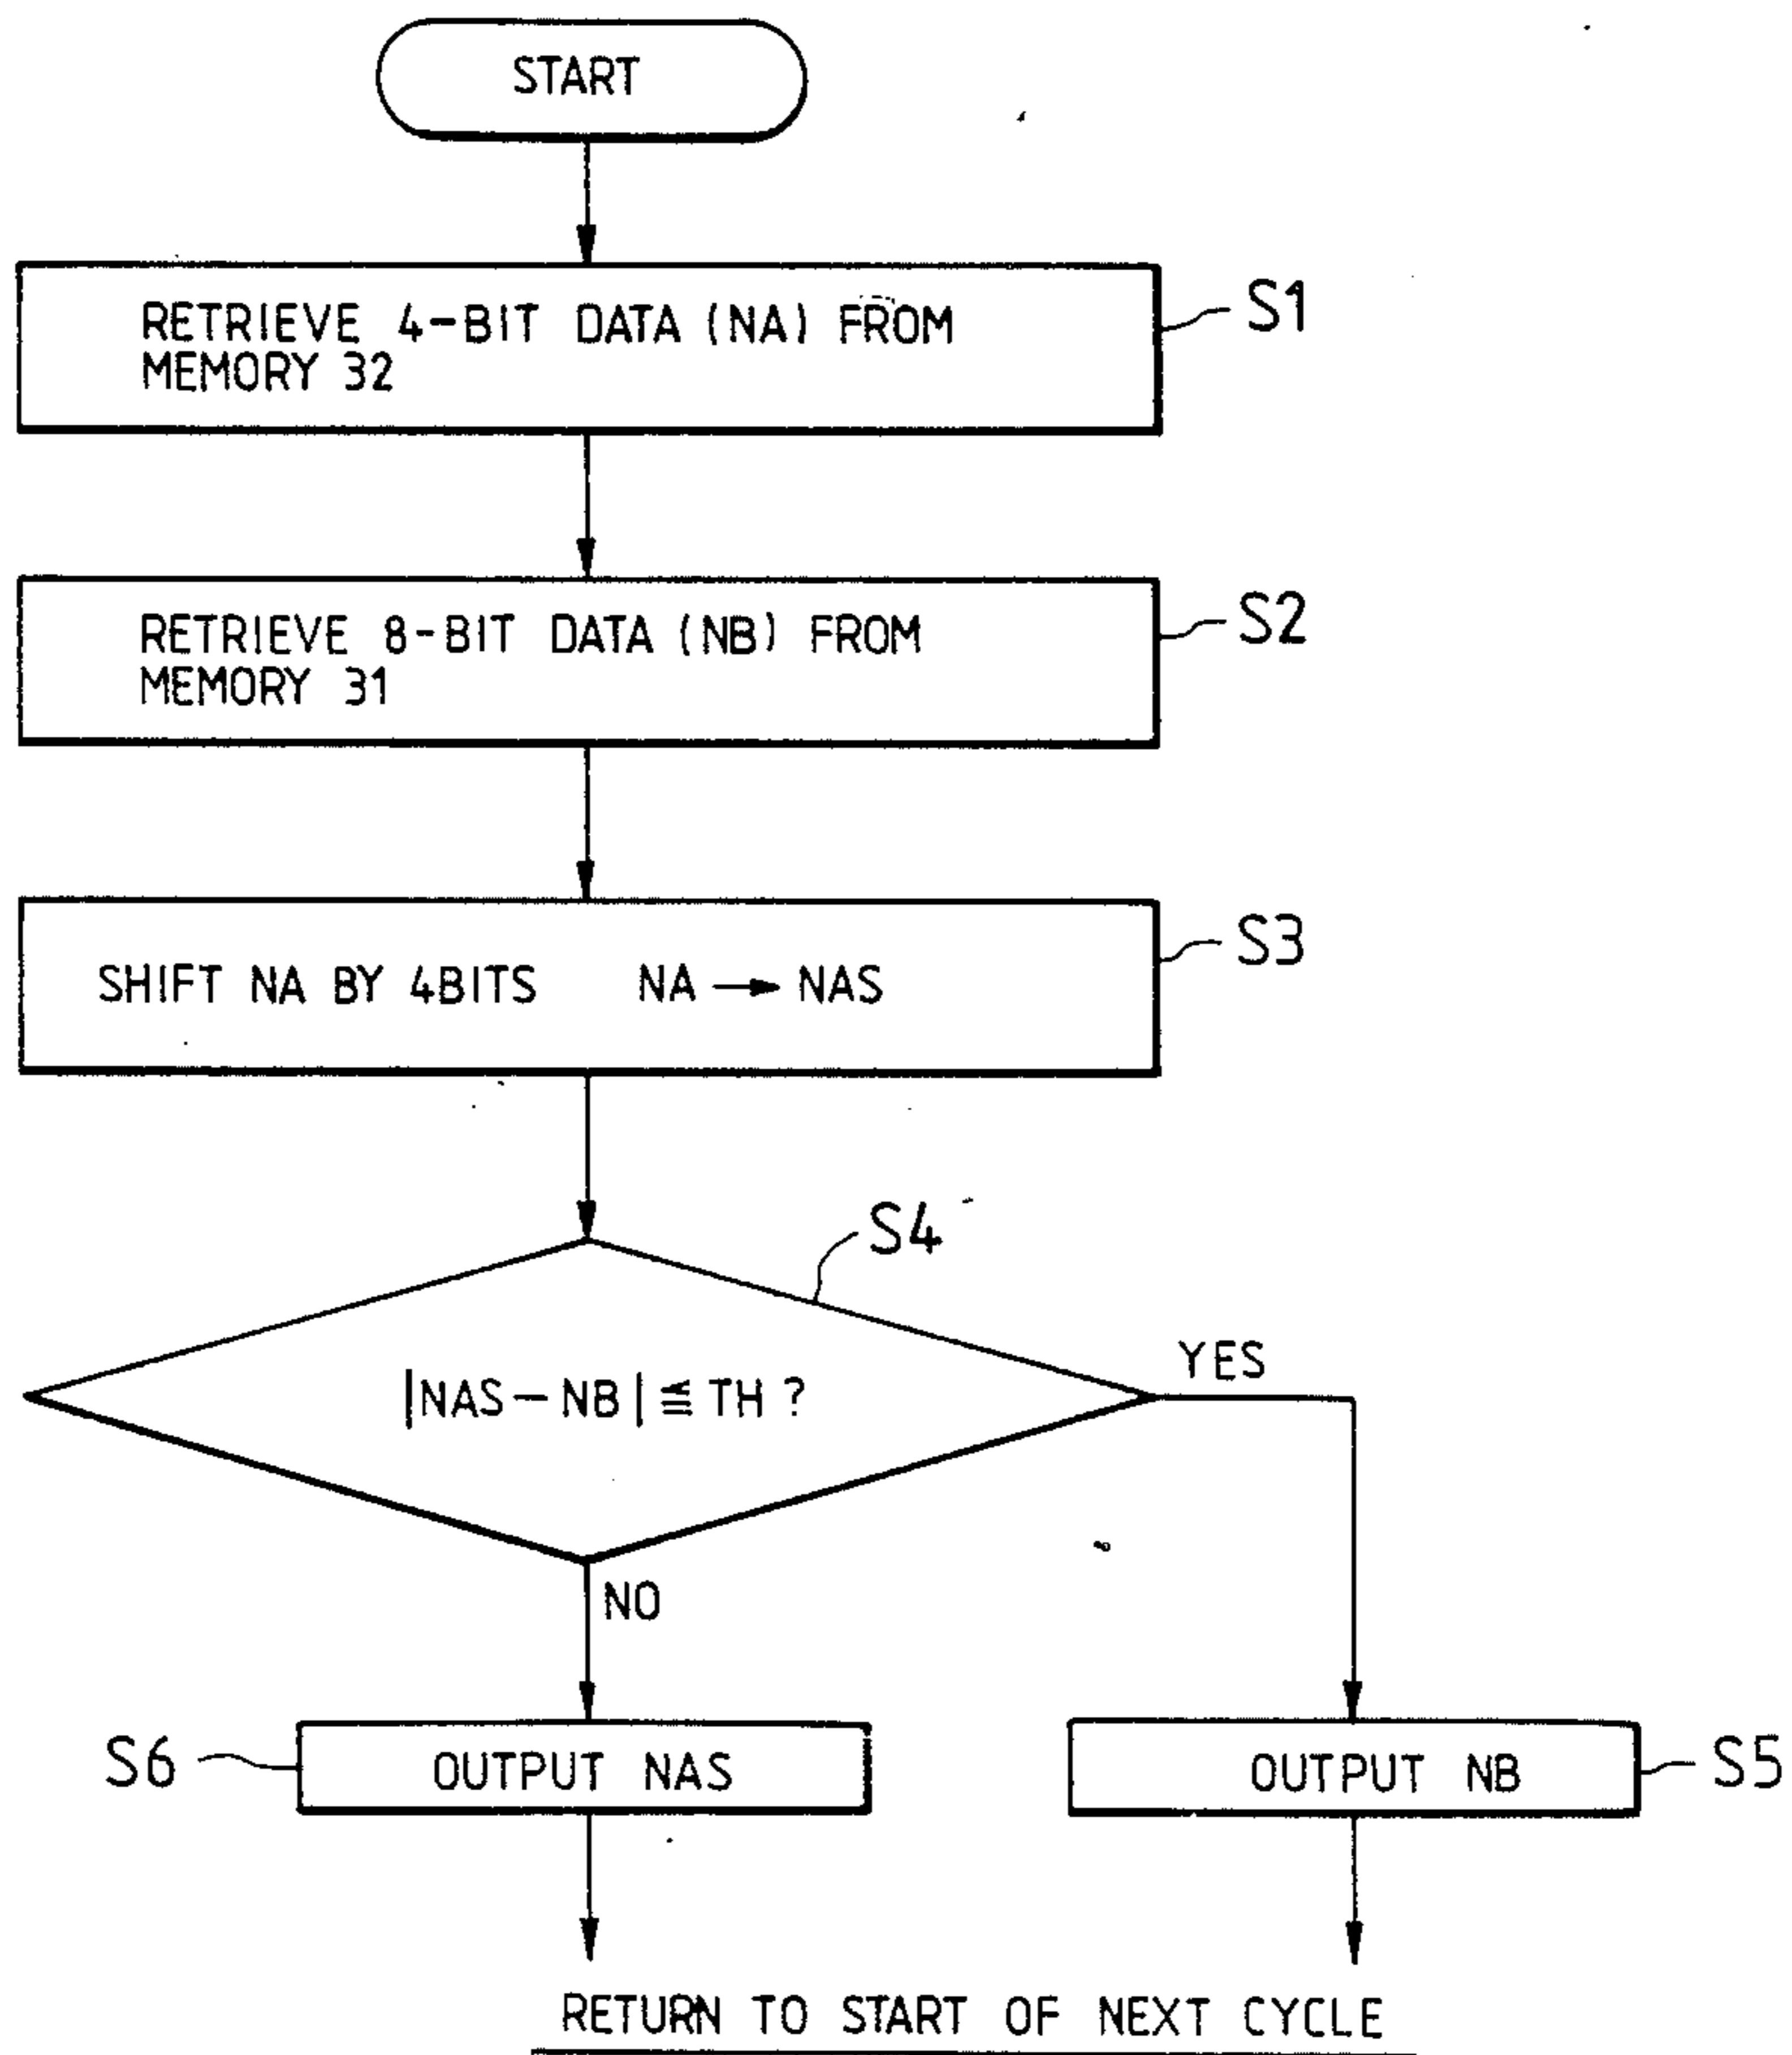 START
RETRIEVE 4-BIT DATA (NA) FROM
MEMORY 32
S1
RETRIEVE 8-BIT DATA (NB) FROM
MEMORY 31
S2
SHIFT NA BY 4BITS NA → NAS
S3
S4
|NAS-NB| ≦ TH ?
YES
NO
S6
OUTPUT NAS
OUTPUT NB
S5
RETURN TO START OF NEXT CYCLE